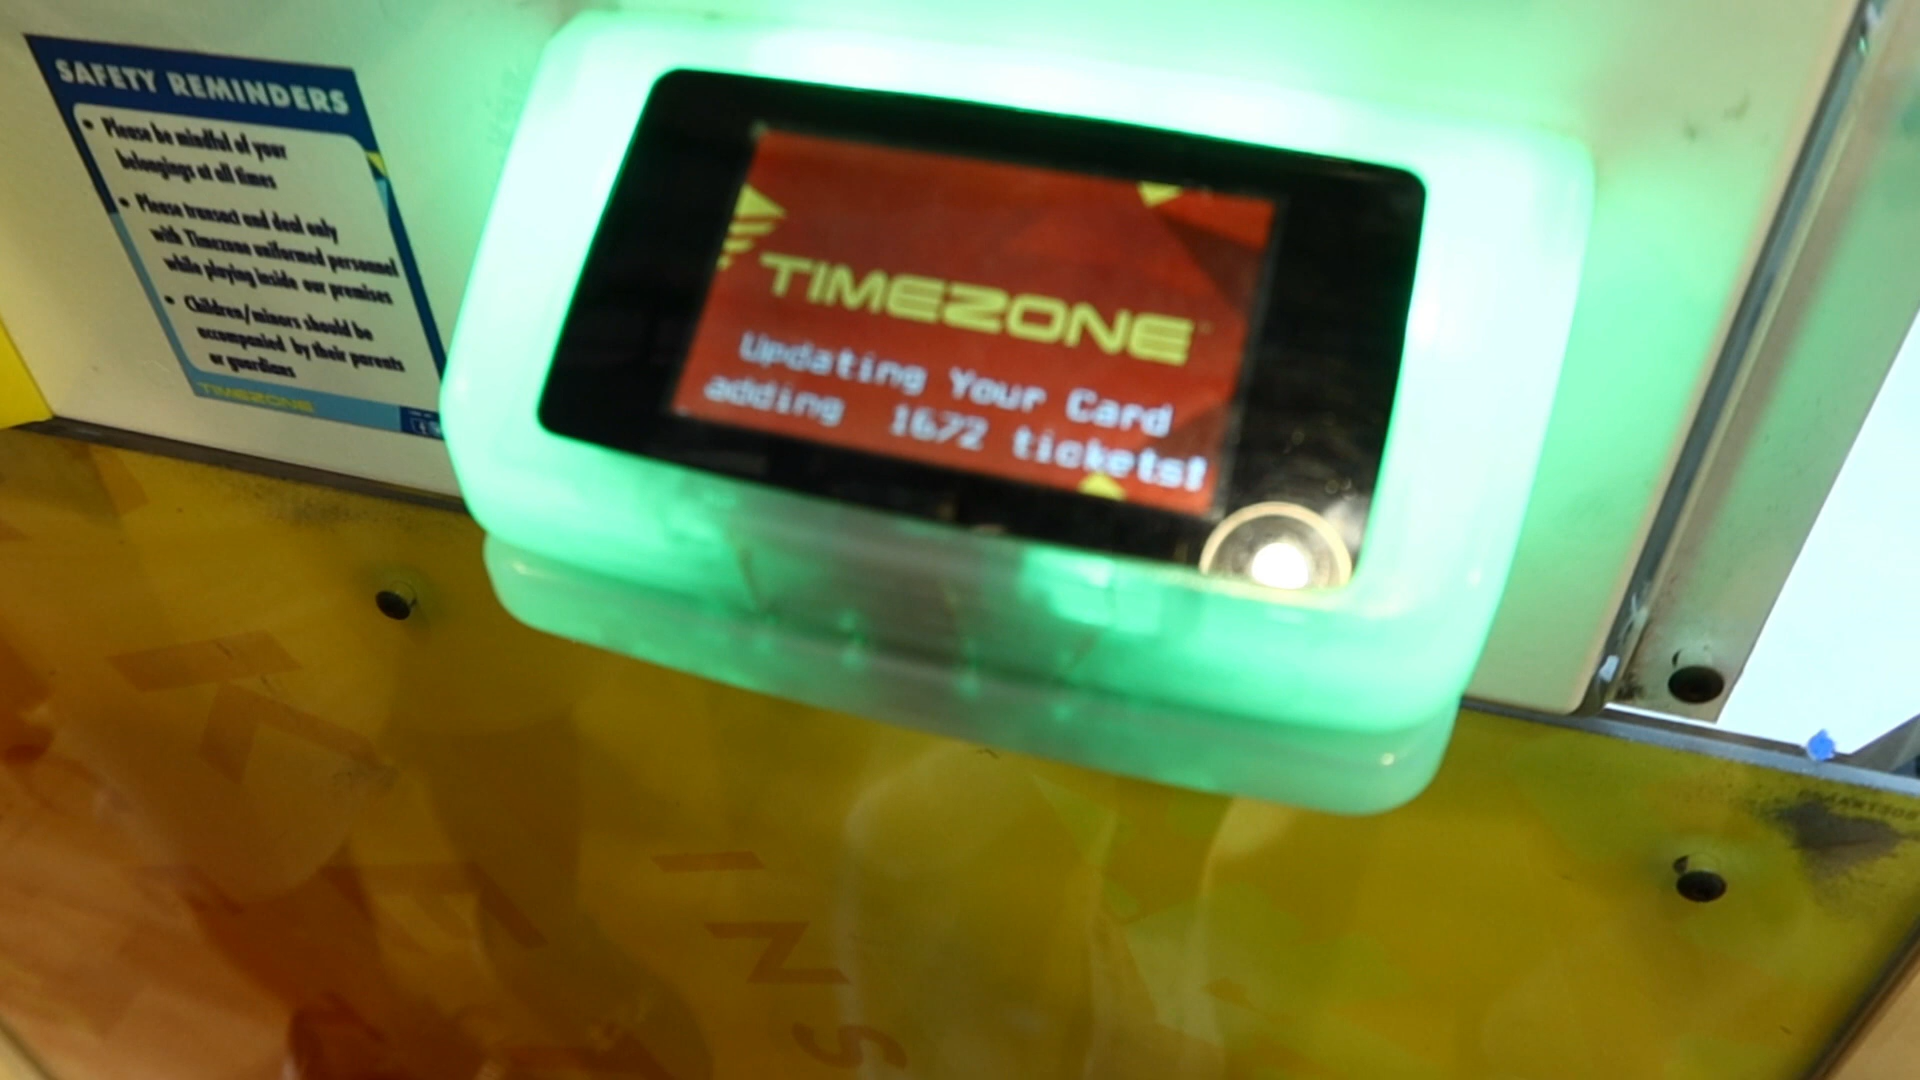 SAFETY REMINDERS
• Please be mindful of your
belongings at all times
• Please transact and deal only
with Timezone uniformed personnel
while playing inside our premises
• Children/minors should be
accompanied by their parents
or guardians
TIMEZONE
TIMEZONE
Updating Your Card
adding 1672 tickets!
I
N
S